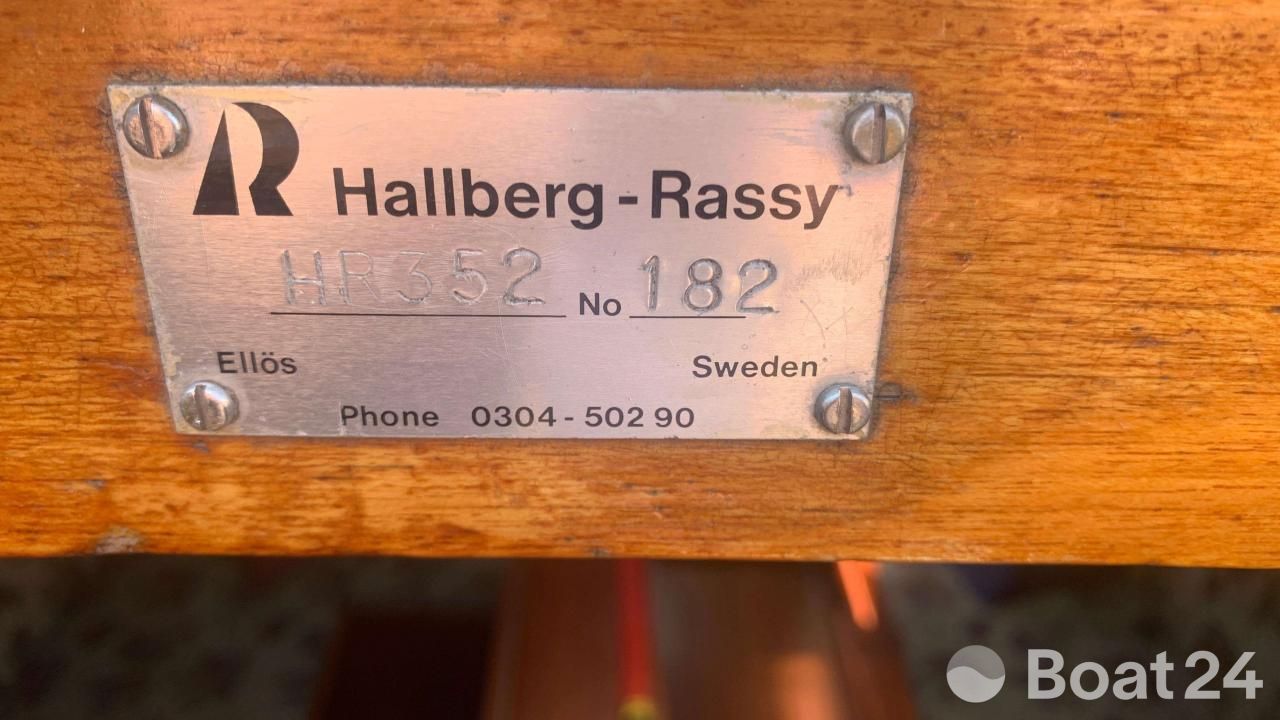 Hallberg-Rassy
HR352 No 182
Ellös Sweden
Phone 0304-502 90
Boat24